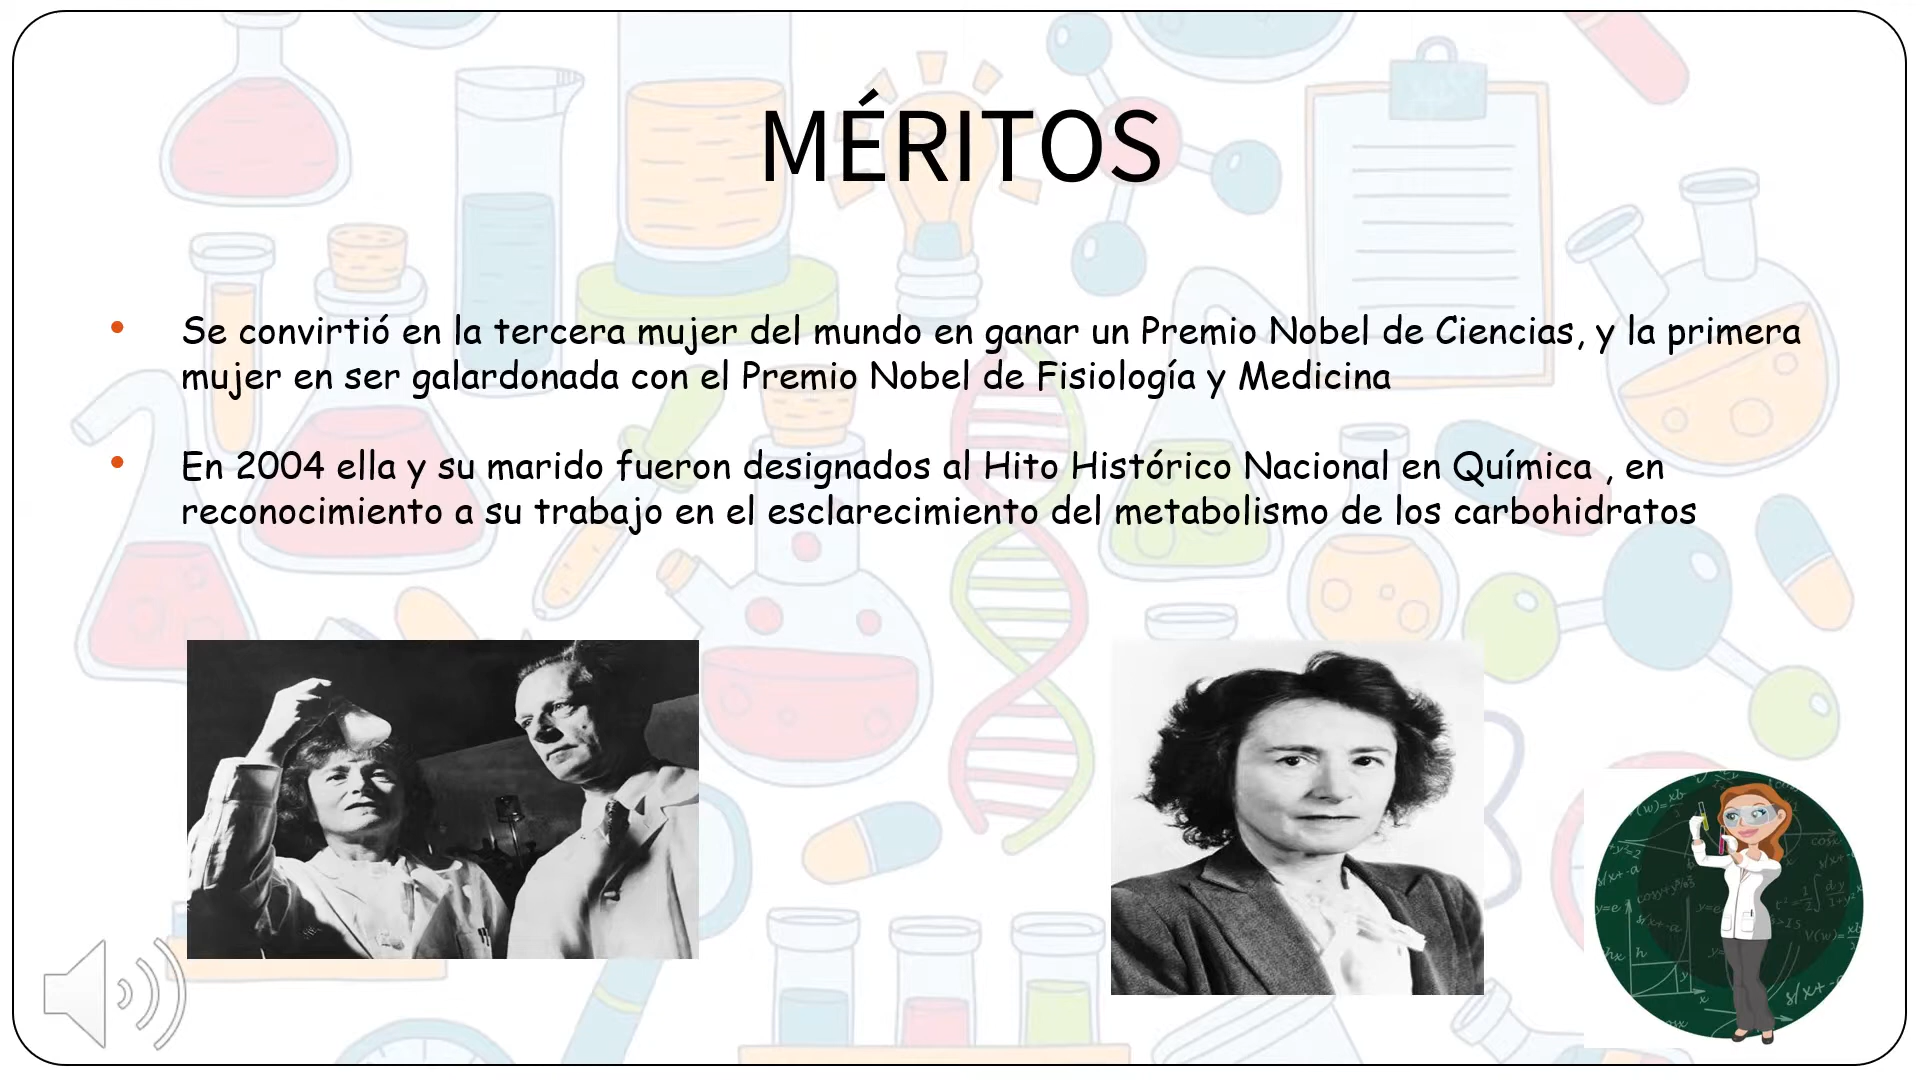 MÉRITOS
• Se convirtió en la tercera mujer del mundo en ganar un Premio Nobel de Ciencias, y la primera
mujer en ser galardonada con el Premio Nobel de Fisiología y Medicina
• En 2004 ella y su marido fueron designados al Hito Histórico Nacional en Química , en
reconocimiento a su trabajo en el esclarecimiento del metabolismo de los carbohidratos